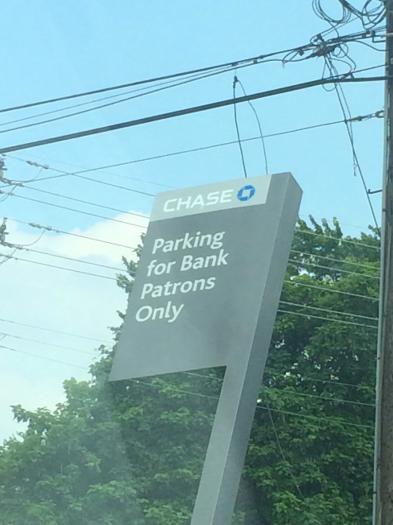 CHASE
Parking
for Bank
Patrons
Only